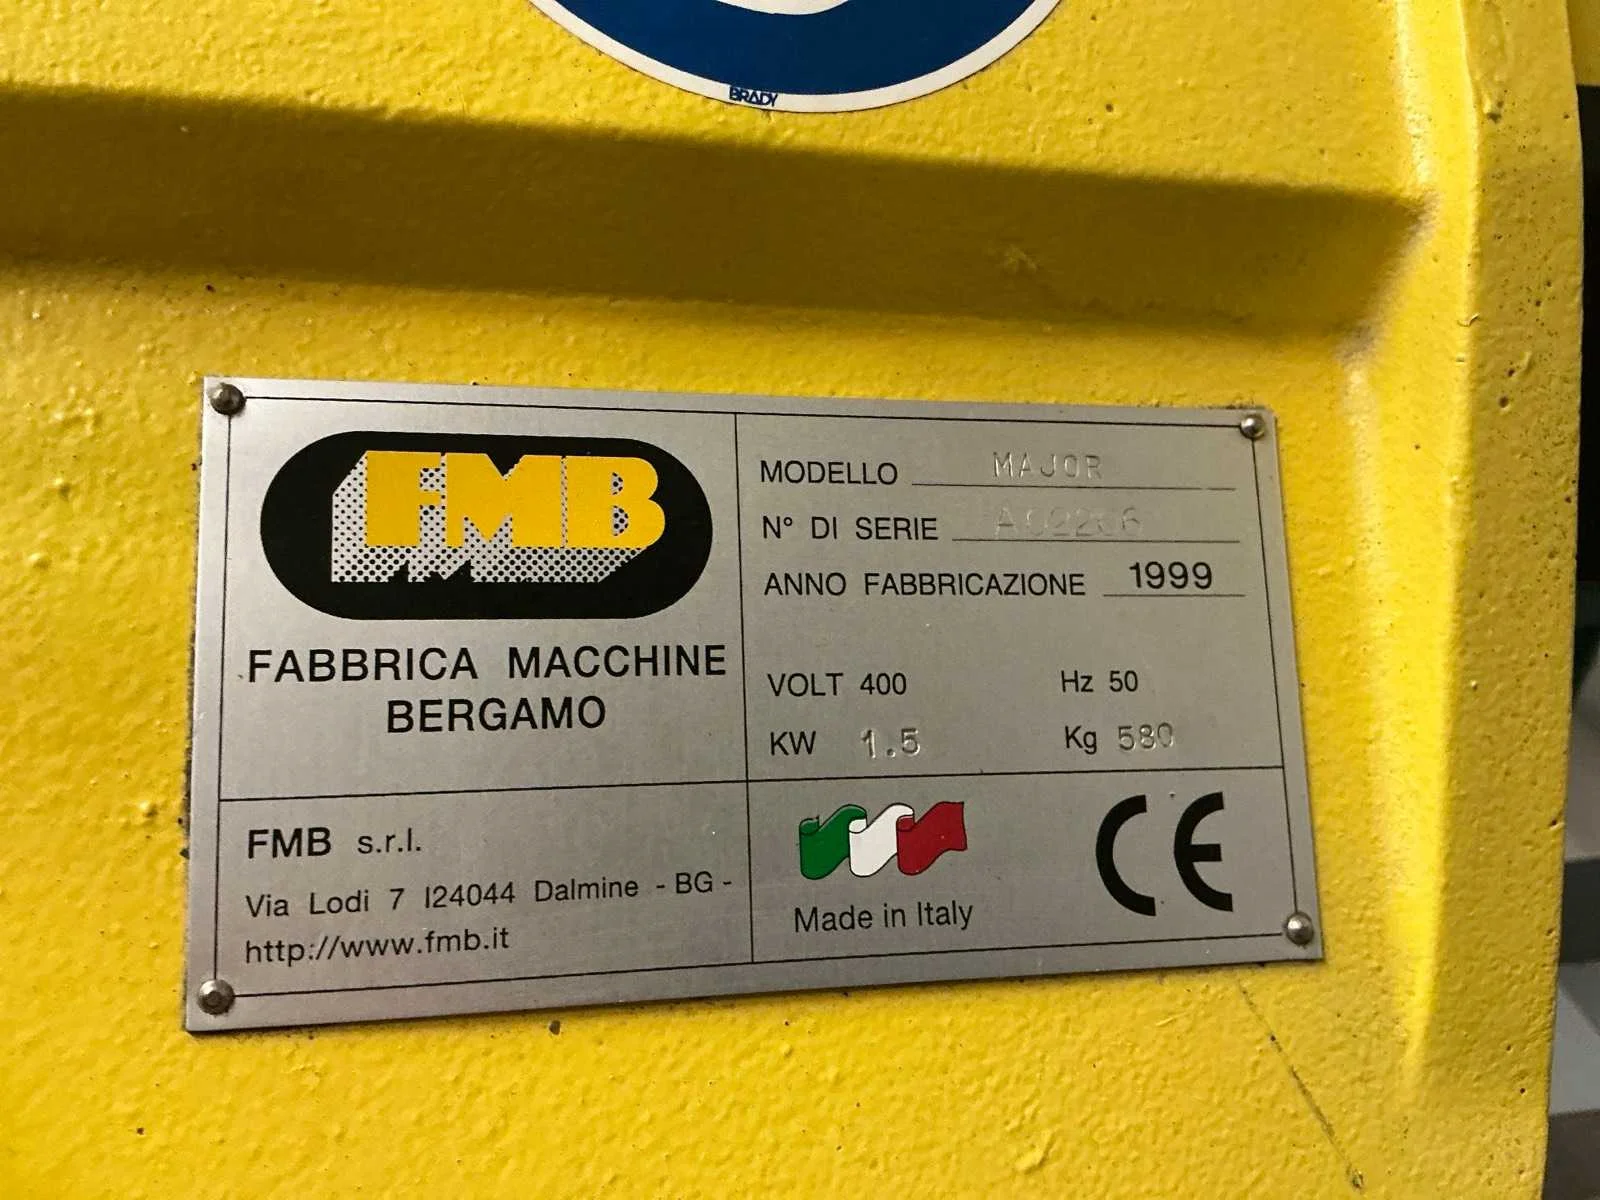 BRADY
FMB
FABBRICA MACCHINE
BERGAMO
MODELLO MAJOR
N° DI SERIE
ANNO FABBRICAZIONE 1999
VOLT 400 Hz 50
KW 1.5 Kg 580
FMB s.r.l.
Via Lodi 7 I24044 Dalmine - BG -
http://www.fmb.it
Made in Italy
CE